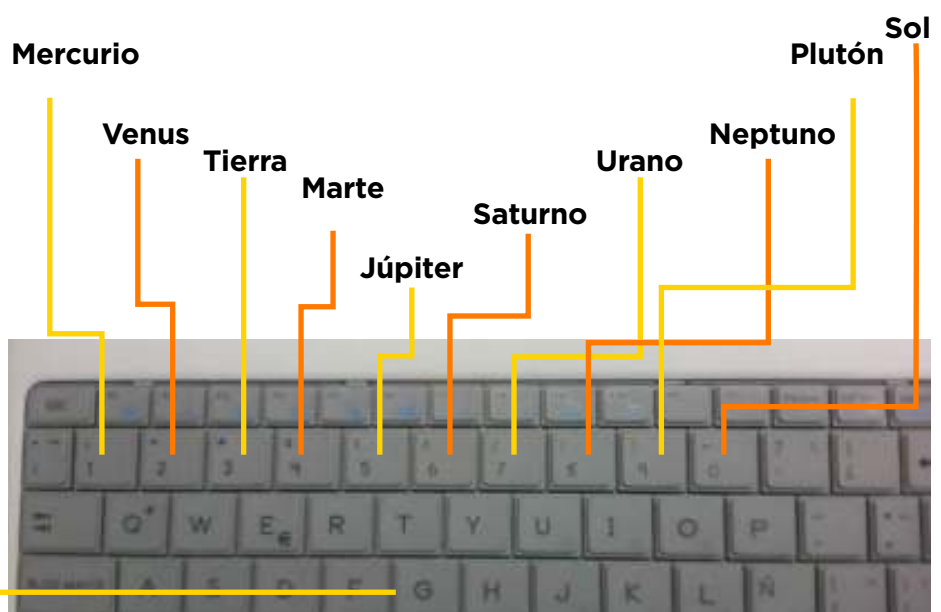 Sol
Mercurio
Plutón
Venus
Neptuno
Tierra
Urano
Marte
Saturno
Júpiter
1 2 3 4 5 6 7 8 9 0
Q W E € R T Y U I O P
A S D F G H J K L Ñ